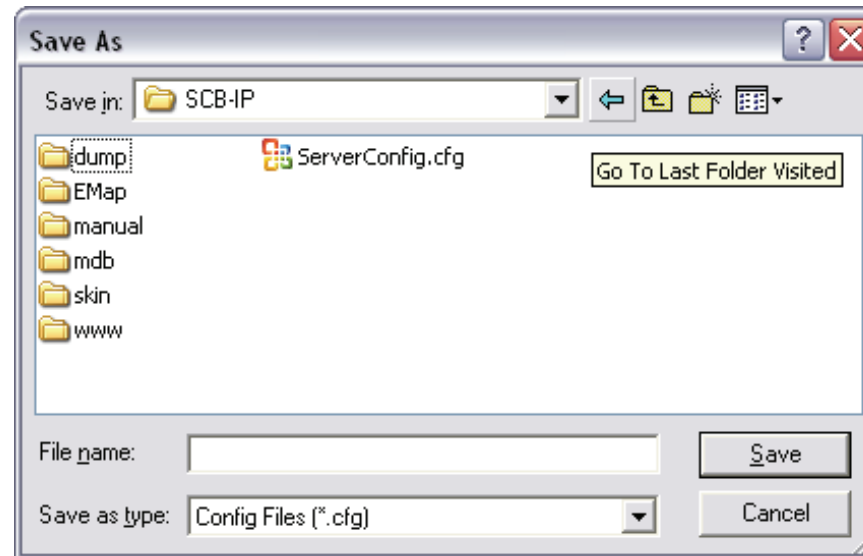 Save As
Save in: SCB-IP
dump ServerConfig.cfg
Go To Last Folder Visited
EMap
manual
mdb
skin
www
File name: Save
Save as type: Config Files (*.cfg) Cancel